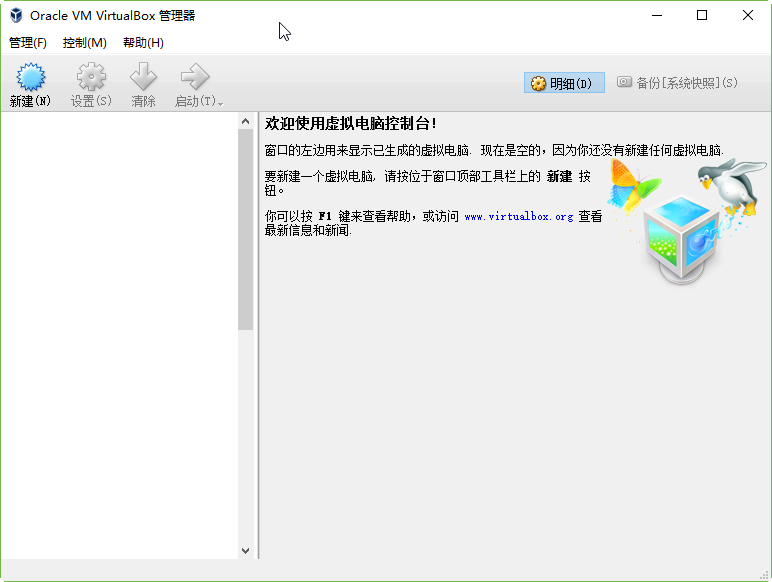 Oracle VM VirtualBox 管理器
管理(F) 控制(M) 帮助(H)
新建(N) 设置(S) 清除 启动(T) 明细(D) 备份[系统快照](S)
欢迎使用虚拟电脑控制台!
窗口的左边用来显示已生成的虚拟电脑. 现在是空的,因为你还没有新建任何虚拟电脑.
要新建一个虚拟电脑, 请按位于窗口顶部工具栏上的 新建 按
钮。
你可以按 F1 键来查看帮助,或访问 www.virtualbox.org 查看
最新信息和新闻.